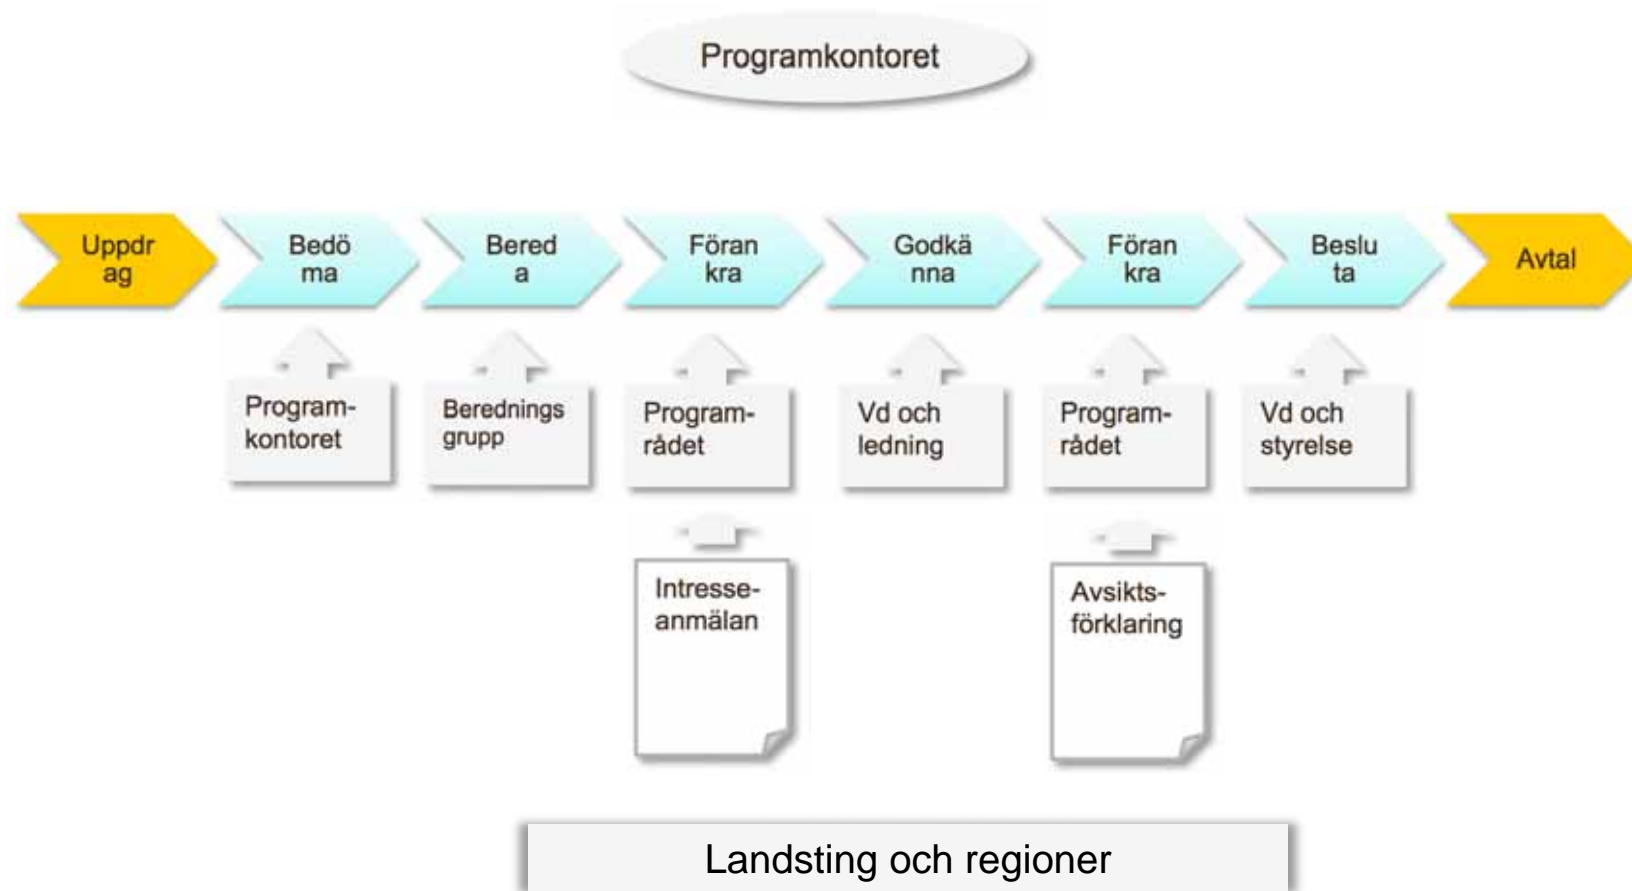 Programkontoret
Uppdr
ag
Bedö
ma
Bered
a
Föran
kra
Godkä
nna
Föran
kra
Beslu
ta
Avtal
Program-
kontoret
Berednings
grupp
Program-
rådet
Vd och
ledning
Program-
rådet
Vd och
styrelse
Intresse-
anmälan
Avsikts-
förklaring
Landsting och regioner